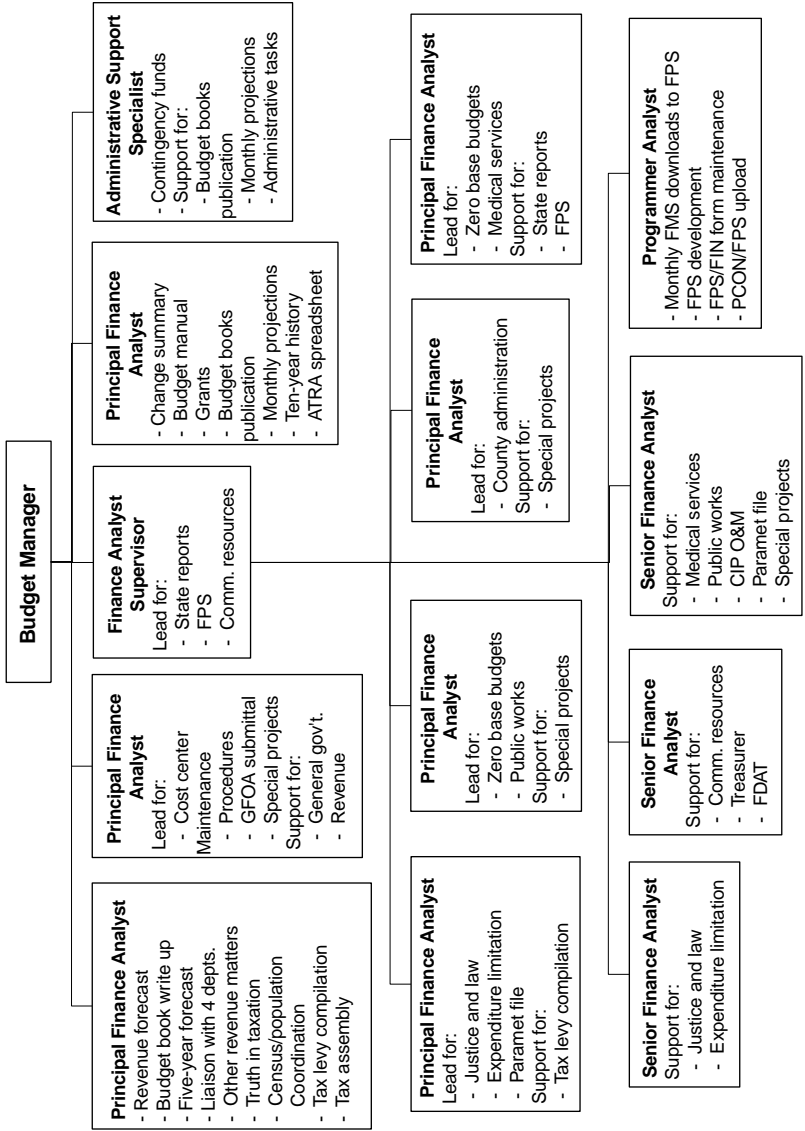 Budget Manager
Principal Finance Analyst
- Revenue forecast
- Budget book write up
- Five-year forecast
- Liaison with 4 depts.
- Other revenue matters
- Truth in taxation
- Census/population
Coordination
- Tax levy compilation
- Tax assembly
Principal Finance
Analyst
Lead for:
- Cost center
Maintenance
- Procedures
- GFOA submittal
- Special projects
Support for:
- General gov't.
- Revenue
Finance Analyst
Supervisor
Lead for:
- State reports
- FPS
- Comm. resources
Principal Finance
Analyst
- Change summary
- Budget manual
- Grants
- Budget books
publication
- Monthly projections
- Ten-year history
- ATRA spreadsheet
Administrative Support
Specialist
- Contingency funds
- Support for:
- Budget books
publication
- Monthly projections
- Administrative tasks
Principal Finance Analyst
Lead for:
- Justice and law
- Expenditure limitation
- Paramet file
Support for:
- Tax levy compilation
Principal Finance
Analyst
Lead for:
- Zero base budgets
- Public works
Support for:
- Special projects
Principal Finance
Analyst
Lead for:
- County administration
Support for:
- Special projects
Principal Finance Analyst
Lead for:
- Zero base budgets
- Medical services
Support for:
- State reports
- FPS
Senior Finance Analyst
Support for:
- Justice and law
- Expenditure limitation
Senior Finance
Analyst
Support for:
- Comm. resources
- Treasurer
- FDAT
Senior Finance Analyst
Support for:
- Medical services
- Public works
- CIP O&M
- Paramet file
- Special projects
Programmer Analyst
- Monthly FMS downloads to FPS
- FPS development
- FPS/FIN form maintenance
- PCON/FPS upload